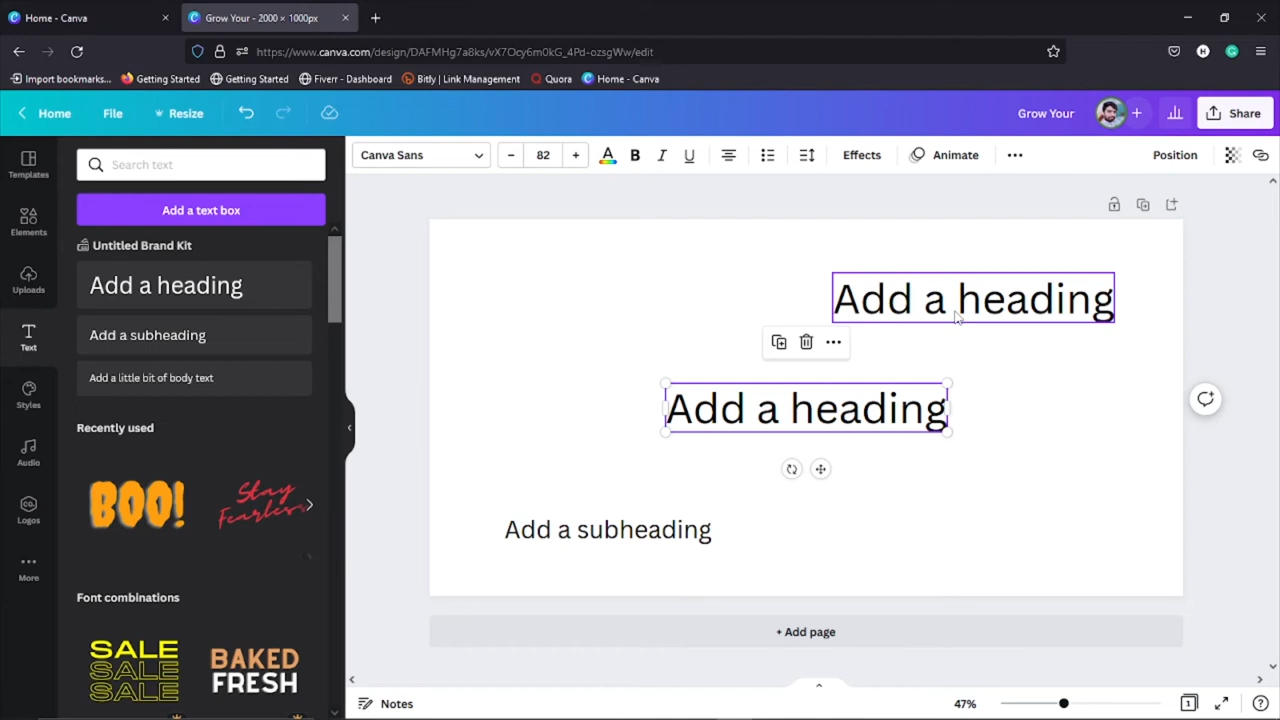 Home - Canva
Grow Your - 2000 × 1000px
https://www.canva.com/design/DAFMHg7a8ks/vX7Ocy6m0kG_4Pd-ozsgWw/edit
Import bookmarks... Getting Started Getting Started Fiverr - Dashboard Bitly | Link Management Quora Home - Canva
Home File Resize Grow Your Share
Canva Sans 82 Effects Animate Position
Templates
Elements
Uploads
Text
Styles
Audio
Logos
More
Search text
Add a text box
Untitled Brand Kit
Add a heading
Add a subheading
Add a little bit of body text
Recently used
BOO!
Stay
Fearless
Font combinations
SALE
SALE
SALE
BAKED
FRESH
Add a heading
Add a heading
Add a subheading
+ Add page
Notes
47%
1